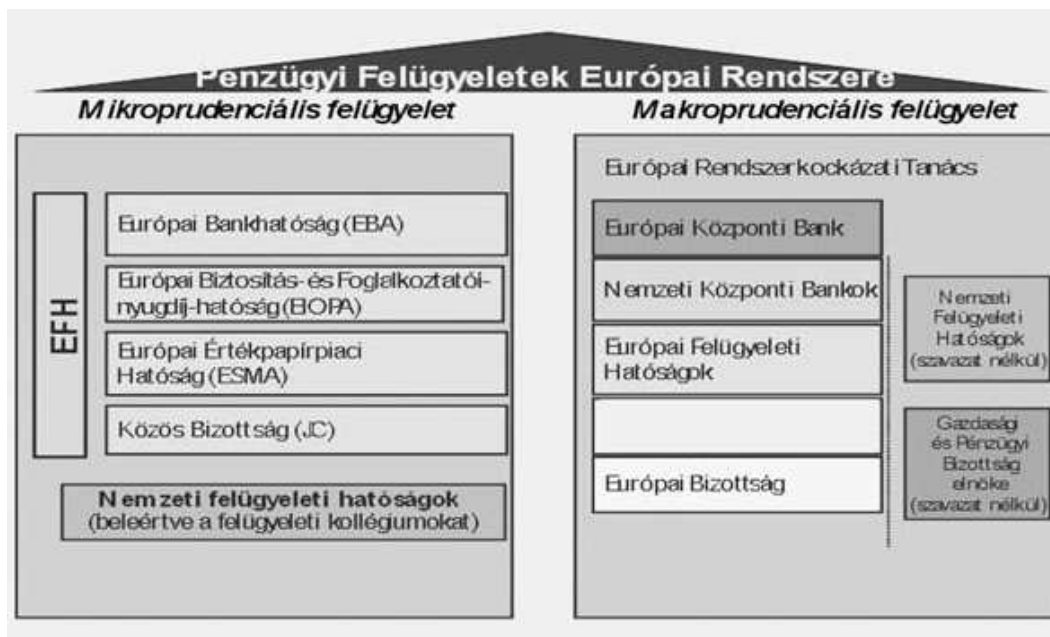 Pénzügyi Felügyeletek Európai Rendszere
Mikroprudenciális felügyelet
EFH
Európai Bankhatóság (EBA)
Európai Biztosítás- és Foglalkoztatói-
nyugdíj-hatóság (EIOPA)
Európai Értékpapírpiaci
Hatóság (ESMA)
Közös Bizottság (JC)
Nemzeti felügyeleti hatóságok
(beleértve a felügyeleti kollégiumokat)
Makroprudenciális felügyelet
Európai Rendszerkockázati Tanács
Európai Központi Bank
Nemzeti Központi Bankok
Európai Felügyeleti
Hatóságok
Európai Bizottság
Nemzeti
Felügyeleti
Hatóságok
(szavazat nélkül)
Gazdasági
és Pénzügyi
Bizottság
elnöke
(szavazat nélkül)